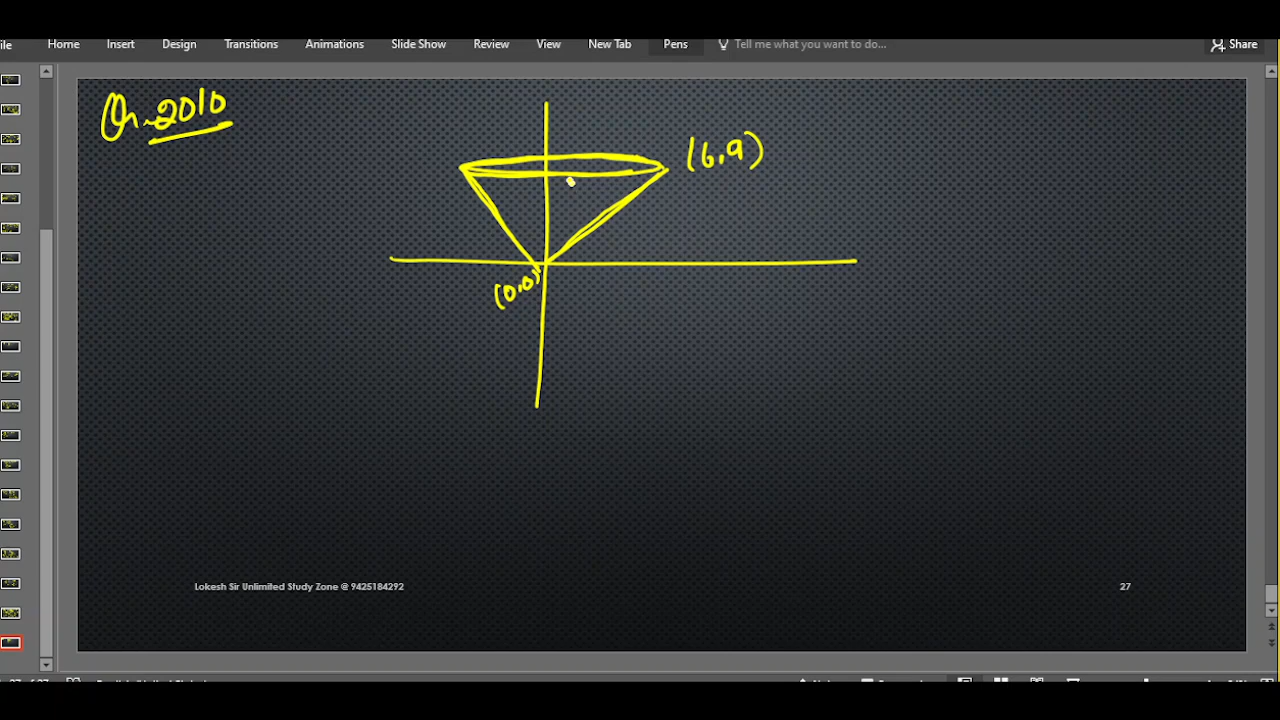 File Home Insert Design Transitions Animations Slide Show Review View New Tab Pens Tell me what you want to do... Share
2010
(6,9)
(0,0)
Lokesh Sir Unlimited Study Zone @ 9425184292 27